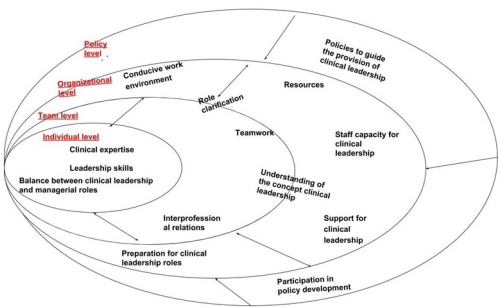 Policy
level
Policies to guide
the provision of
clinical leadership
Organizational
level
Conducive work
environment
Resources
Role
clarification
Team level
Teamwork
Staff capacity for
clinical
leadership
Individual level
Clinical expertise
Leadership skills
Balance between clinical leadership
and managerial roles
Understanding of
the concept clinical
leadership
Interprofession
al relations
Support for
clinical
leadership
Preparation for clinical
leadership roles
Participation in
policy development